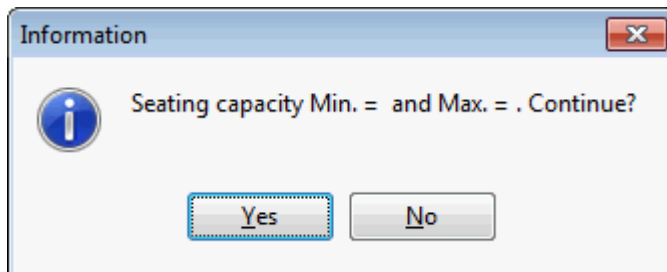 Information
Seating capacity Min. =  and Max. = . Continue?
Yes
No